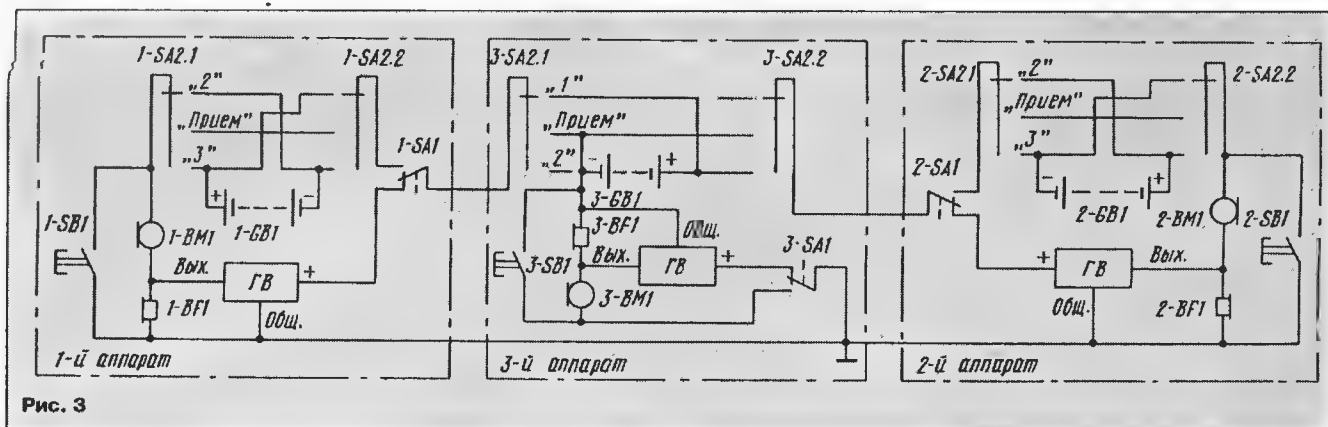 1-SA2.1
1-SA2.2
„2"
„Прием"
„3"
1-SA1
+
-
1-GB1
1-SB1
1-BM1
Вых.
ГВ
+
1-BF1
Общ.
1-й аппарат
3-SA2.1
3-SA2.2
„1"
„Прием"
„2"
-
+
3-GB1
3-BF1
Общ.
3-SA1
3-SB1
Вых.
ГВ
+
3-BM1
3-й аппарат
2-SA2.1
2-SA2.2
„2"
„Прием"
„3"
2-SA1
-
+
2-GB1
2-BM1
2-SB1
+
ГВ
Вых.
Общ.
2-BF1
2-й аппарат
Рис. 3